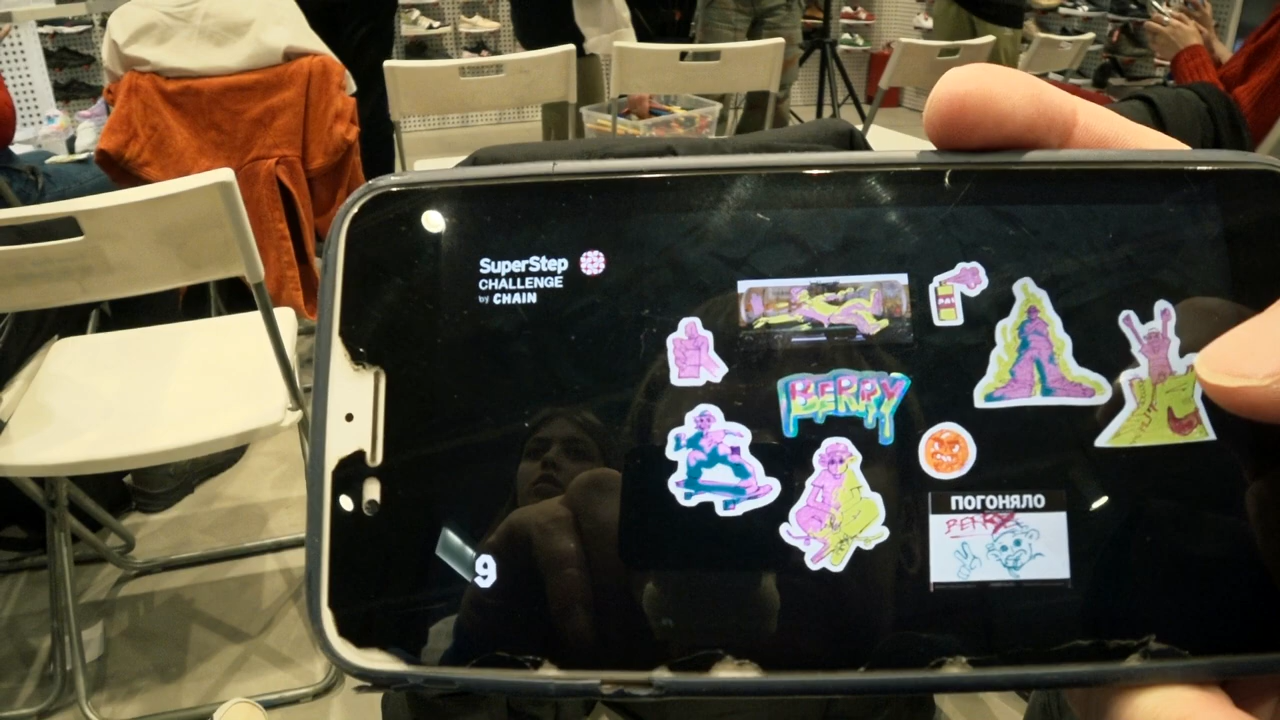 SuperStep
CHALLENGE
by CHAIN
BERRY
9
ПОГОНЯЛО
BERRY